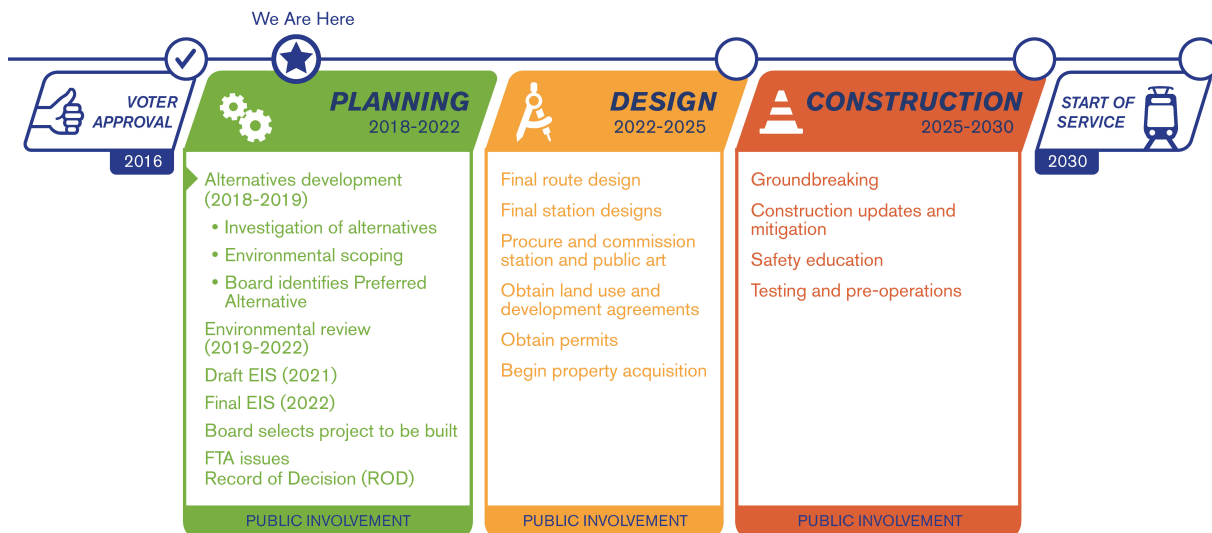 We Are Here
VOTER
APPROVAL
2016
PLANNING
2018-2022
Alternatives development
(2018-2019)
• Investigation of alternatives
• Environmental scoping
• Board identifies Preferred
Alternative
Environmental review
(2019-2022)
Draft EIS (2021)
Final EIS (2022)
Board selects project to be built
FTA issues
Record of Decision (ROD)
PUBLIC INVOLVEMENT
DESIGN
2022-2025
Final route design
Final station designs
Procure and commission
station and public art
Obtain land use and
development agreements
Obtain permits
Begin property acquisition
PUBLIC INVOLVEMENT
CONSTRUCTION
2025-2030
Groundbreaking
Construction updates and
mitigation
Safety education
Testing and pre-operations
PUBLIC INVOLVEMENT
START OF
SERVICE
2030